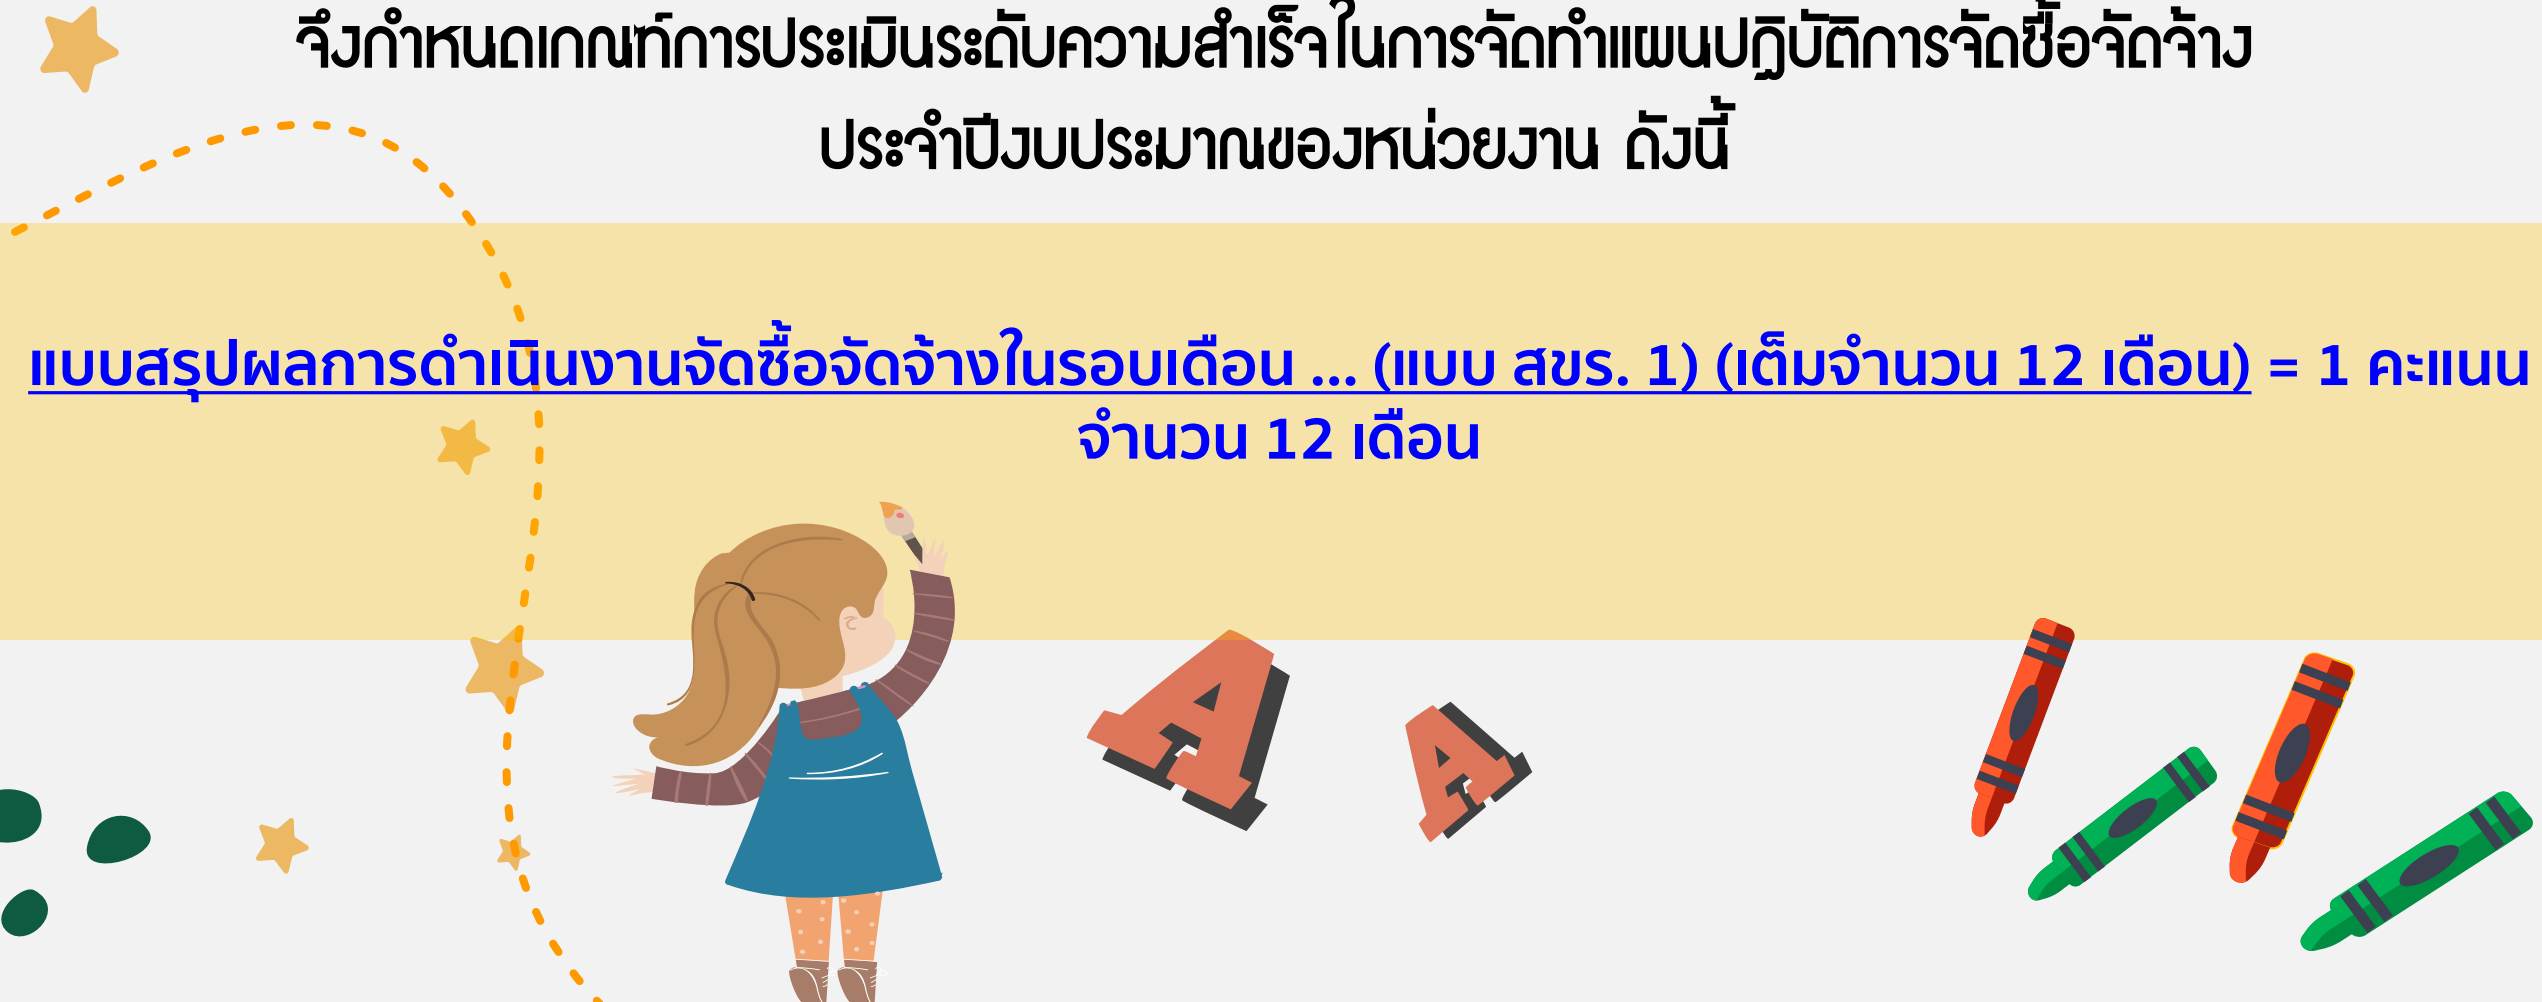 จึงกำหนดเกณฑ์การประเมินระดับความสำเร็จในการจัดทำแผนปฏิบัติการจัดซื้อจัดจ้าง
ประจำปีงบประมาณของหน่วยงาน ดังนี้
แบบสรุปผลการดำเนินงานจัดซื้อจัดจ้างในรอบเดือน ... (แบบ สขร. 1) (เต็มจำนวน 12 เดือน) = 1 คะแนน
จำนวน 12 เดือน
A
A